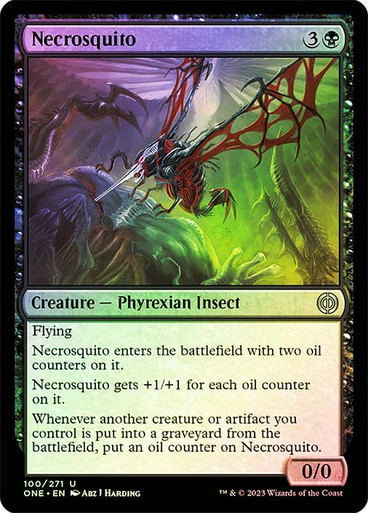 Necrosquito 3
Creature — Phyrexian Insect
Flying
Necrosquito enters the battlefield with two oil
counters on it.
Necrosquito gets +1/+1 for each oil counter
on it.
Whenever another creature or artifact you
control is put into a graveyard from the
battlefield, put an oil counter on Necrosquito.
0/0
100/271 U
ONE • EN ABZ J HARDING
™ & © 2023 Wizards of the Coast